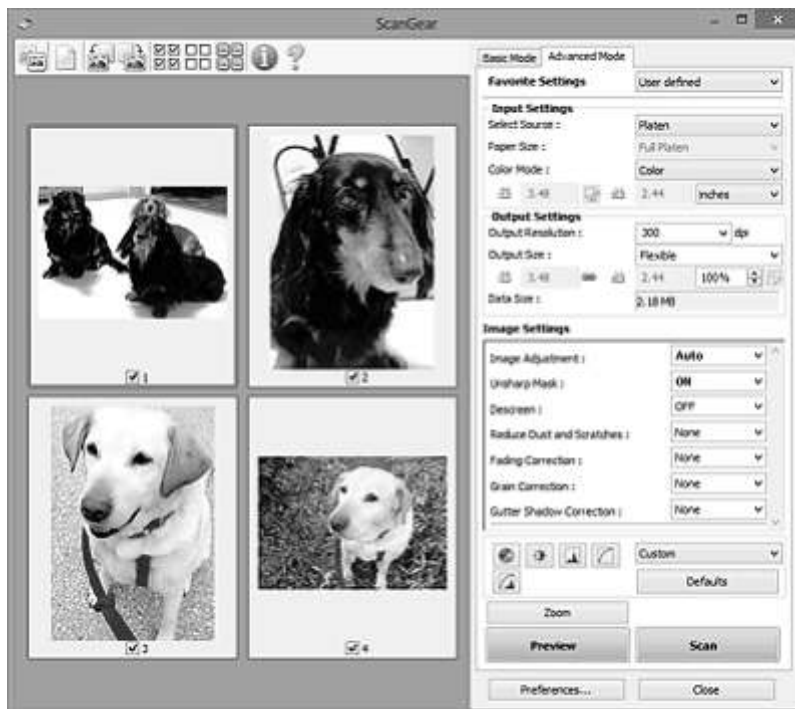 ScanGear
Basic Mode Advanced Mode
Favorite Settings User defined
Input Settings
Select Source : Platen
Paper Size : Full Platen
Color Mode : Color
3.48 2.44 inches
Output Settings
Output Resolution : 300 dpi
Output Size : Flexible
3.48 2.44 100%
Data Size : 2.18 MB
Image Settings
Image Adjustment : Auto
Unsharp Mask : ON
Descreen : OFF
Reduce Dust and Scratches : None
Fading Correction : None
Grain Correction : None
Gutter Shadow Correction : None
Custom
Defaults
Zoom
Preview Scan
Preferences... Close
1
2
3
4